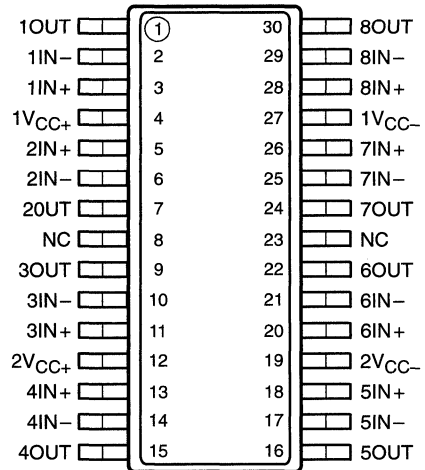 1OUT 1 30 8OUT
1IN− 2 29 8IN−
1IN+ 3 28 8IN+
1VCC+ 4 27 1VCC−
2IN+ 5 26 7IN+
2IN− 6 25 7IN−
20UT 7 24 7OUT
NC 8 23 NC
3OUT 9 22 6OUT
3IN− 10 21 6IN−
3IN+ 11 20 6IN+
2VCC+ 12 19 2VCC−
4IN+ 13 18 5IN+
4IN− 14 17 5IN−
4OUT 15 16 5OUT